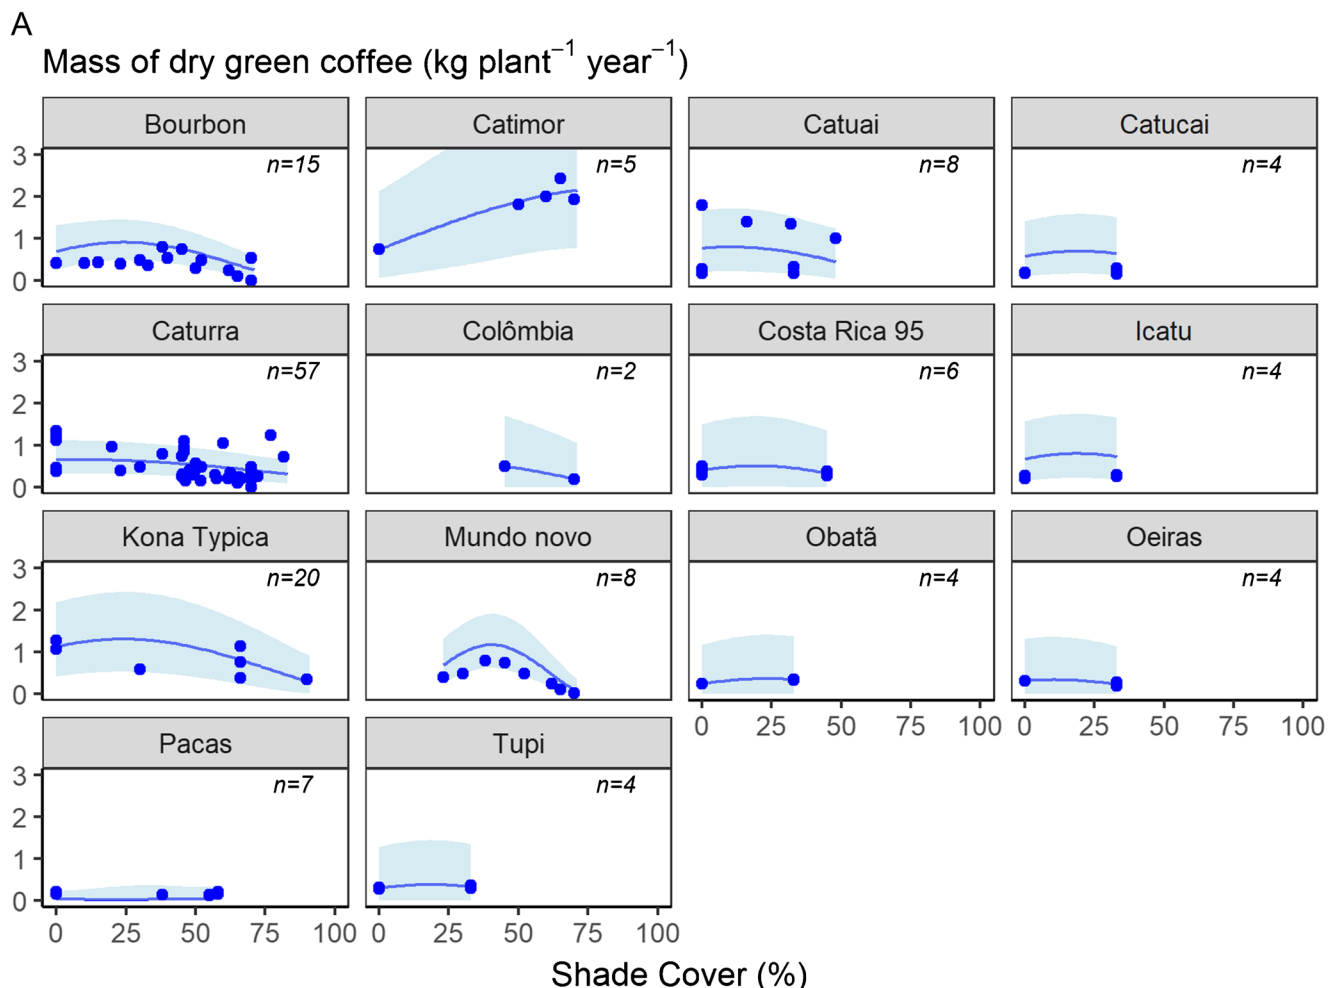 A
Mass of dry green coffee (kg plant⁻¹ year⁻¹)
Bourbon Catimor Catuai Catucai
n=15 n=5 n=8 n=4
3
2
1
0
Caturra Colômbia Costa Rica 95 Icatu
n=57 n=2 n=6 n=4
3
2
1
0
Kona Typica Mundo novo Obatã Oeiras
n=20 n=8 n=4 n=4
3
2
1
0
0 25 50 75 100 0 25 50 75 100
Pacas Tupi
n=7 n=4
3
2
1
0
0 25 50 75 100 0 25 50 75 100
Shade Cover (%)